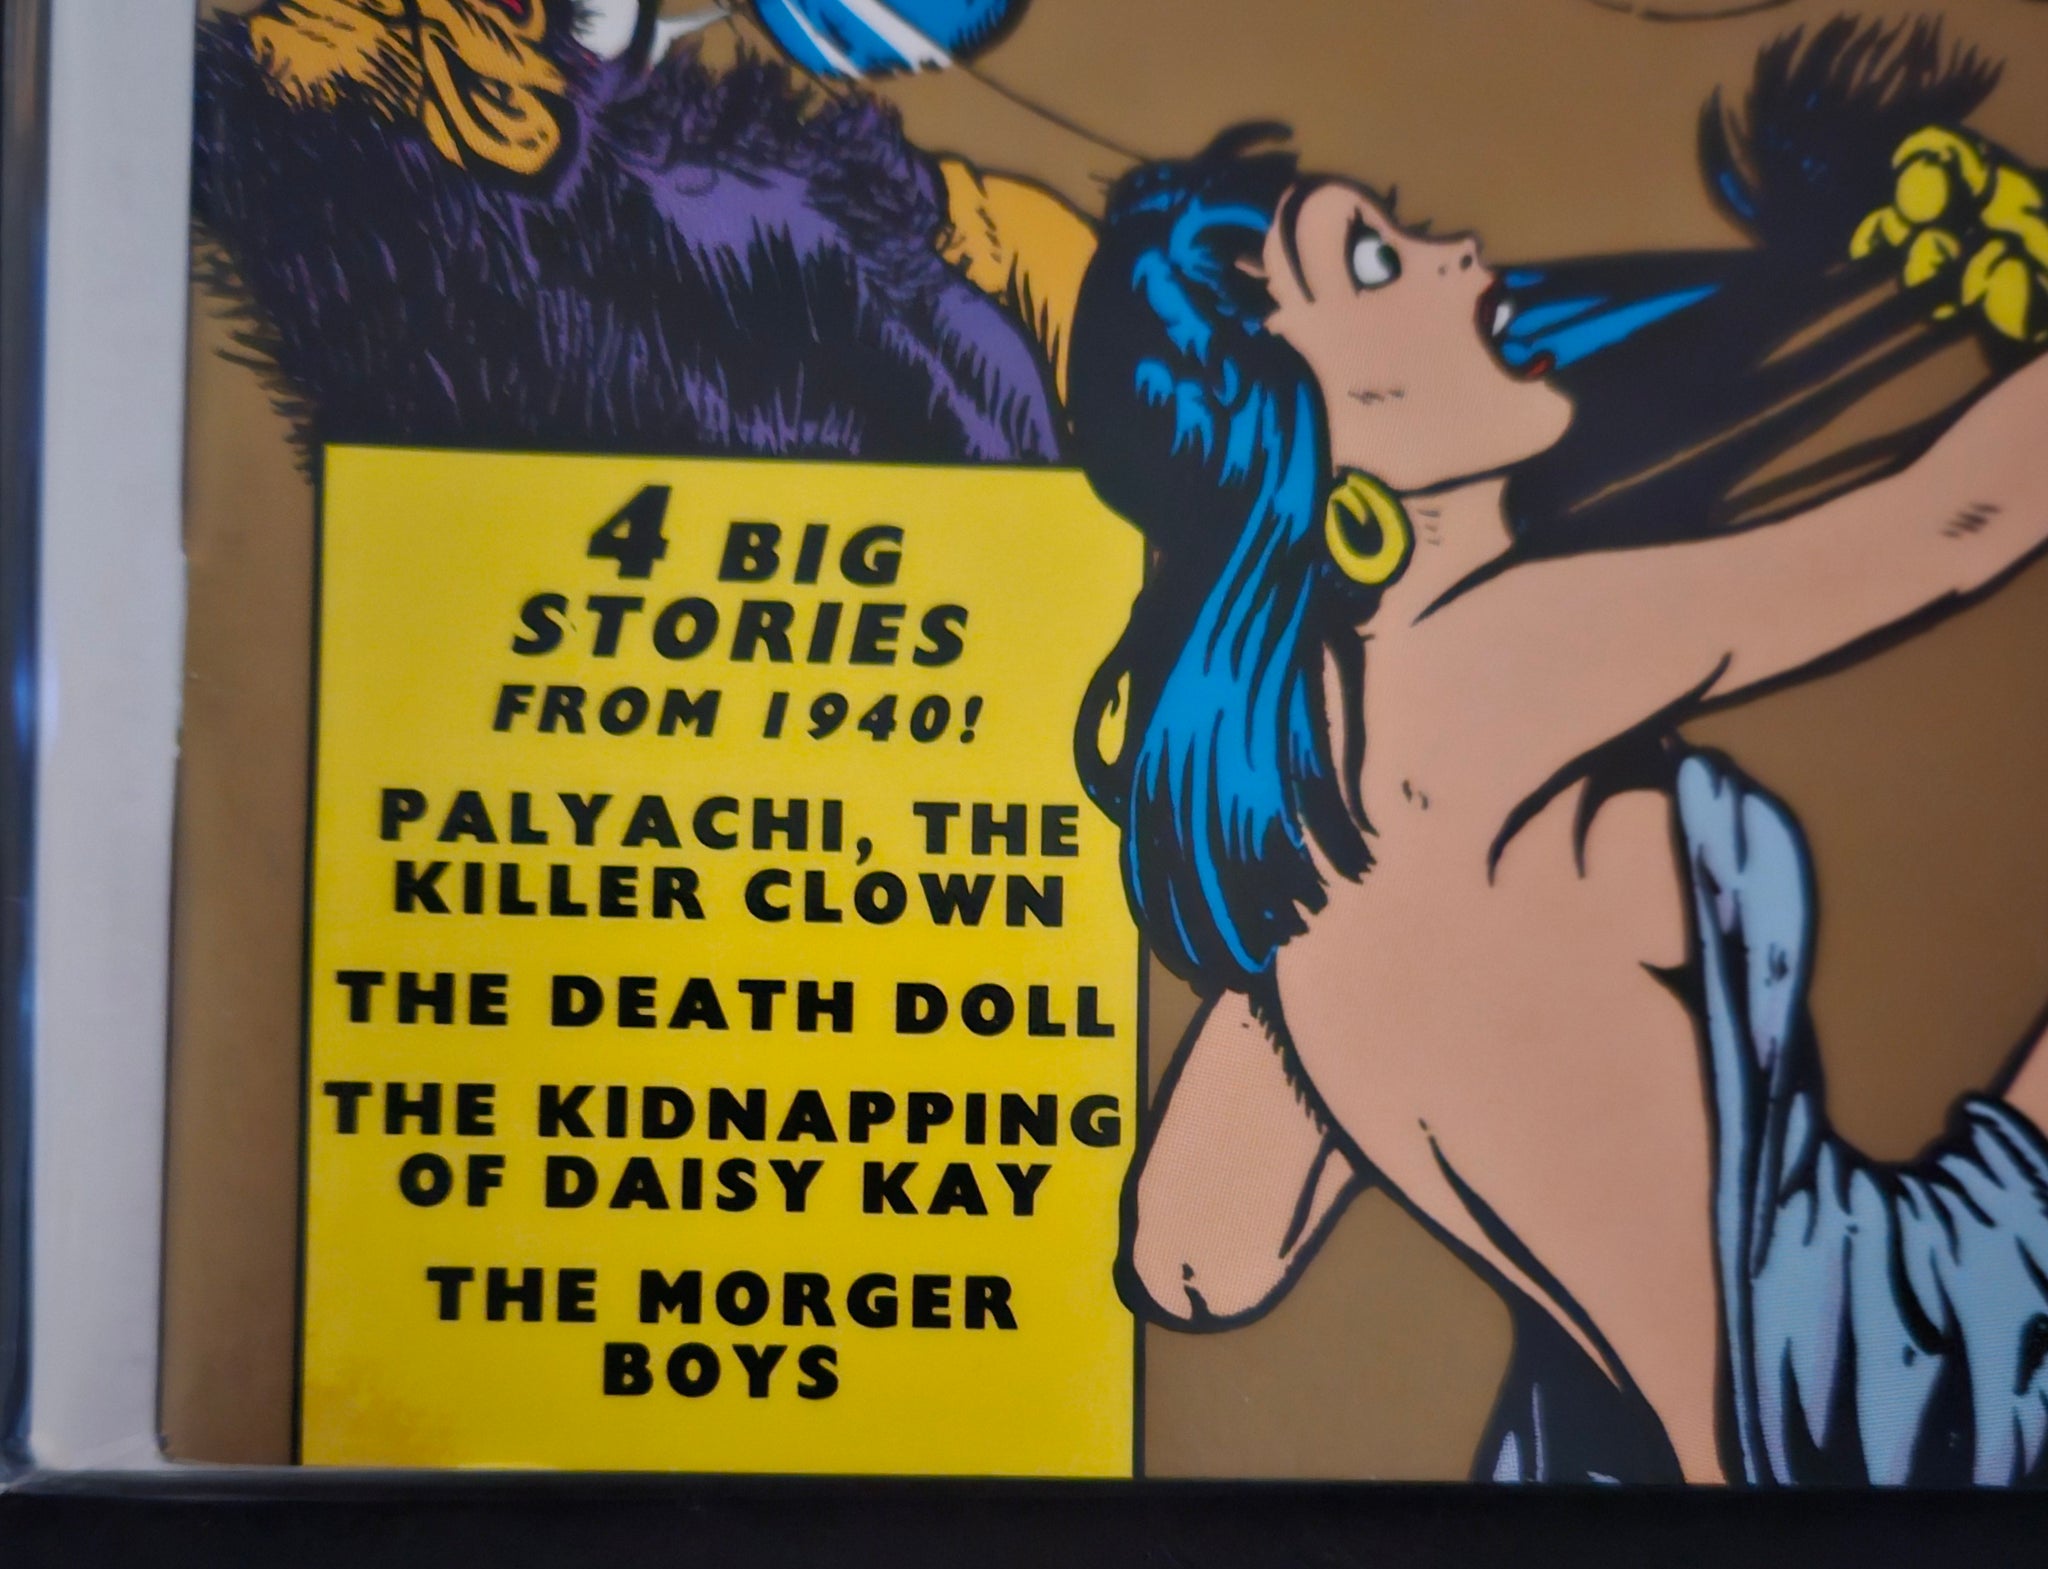 4 BIG
STORIES
FROM 1940!
PALYACHI, THE
KILLER CLOWN
THE DEATH DOLL
THE KIDNAPPING
OF DAISY KAY
THE MORGER
BOYS